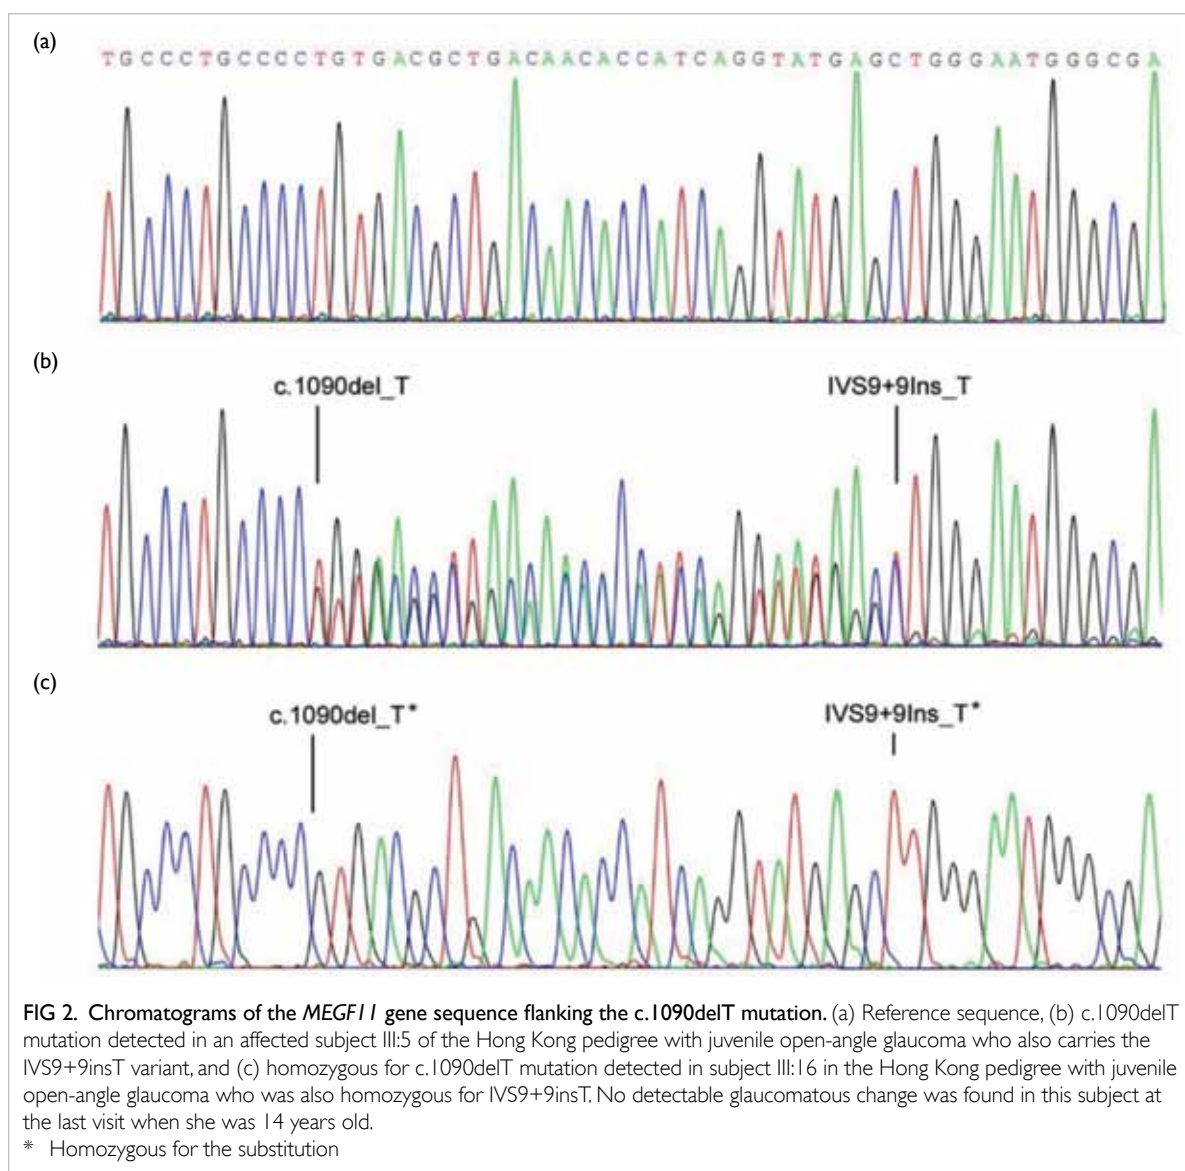 (a)
T G C C C T G C C C C T G T G A C G C T G A C A A C A C C A T C A G G T A T G A G C T G G G A A T G G G C G A
(b)
c.1090del_T IVS9+9Ins_T
(c)
c.1090del_T* IVS9+9Ins_T*
FIG 2. Chromatograms of the MEGF11 gene sequence flanking the c.1090delT mutation. (a) Reference sequence, (b) c.1090delT
mutation detected in an affected subject III:5 of the Hong Kong pedigree with juvenile open-angle glaucoma who also carries the
IVS9+9insT variant, and (c) homozygous for c.1090delT mutation detected in subject III:16 in the Hong Kong pedigree with juvenile
open-angle glaucoma who was also homozygous for IVS9+9insT. No detectable glaucomatous change was found in this subject at
the last visit when she was 14 years old.
* Homozygous for the substitution